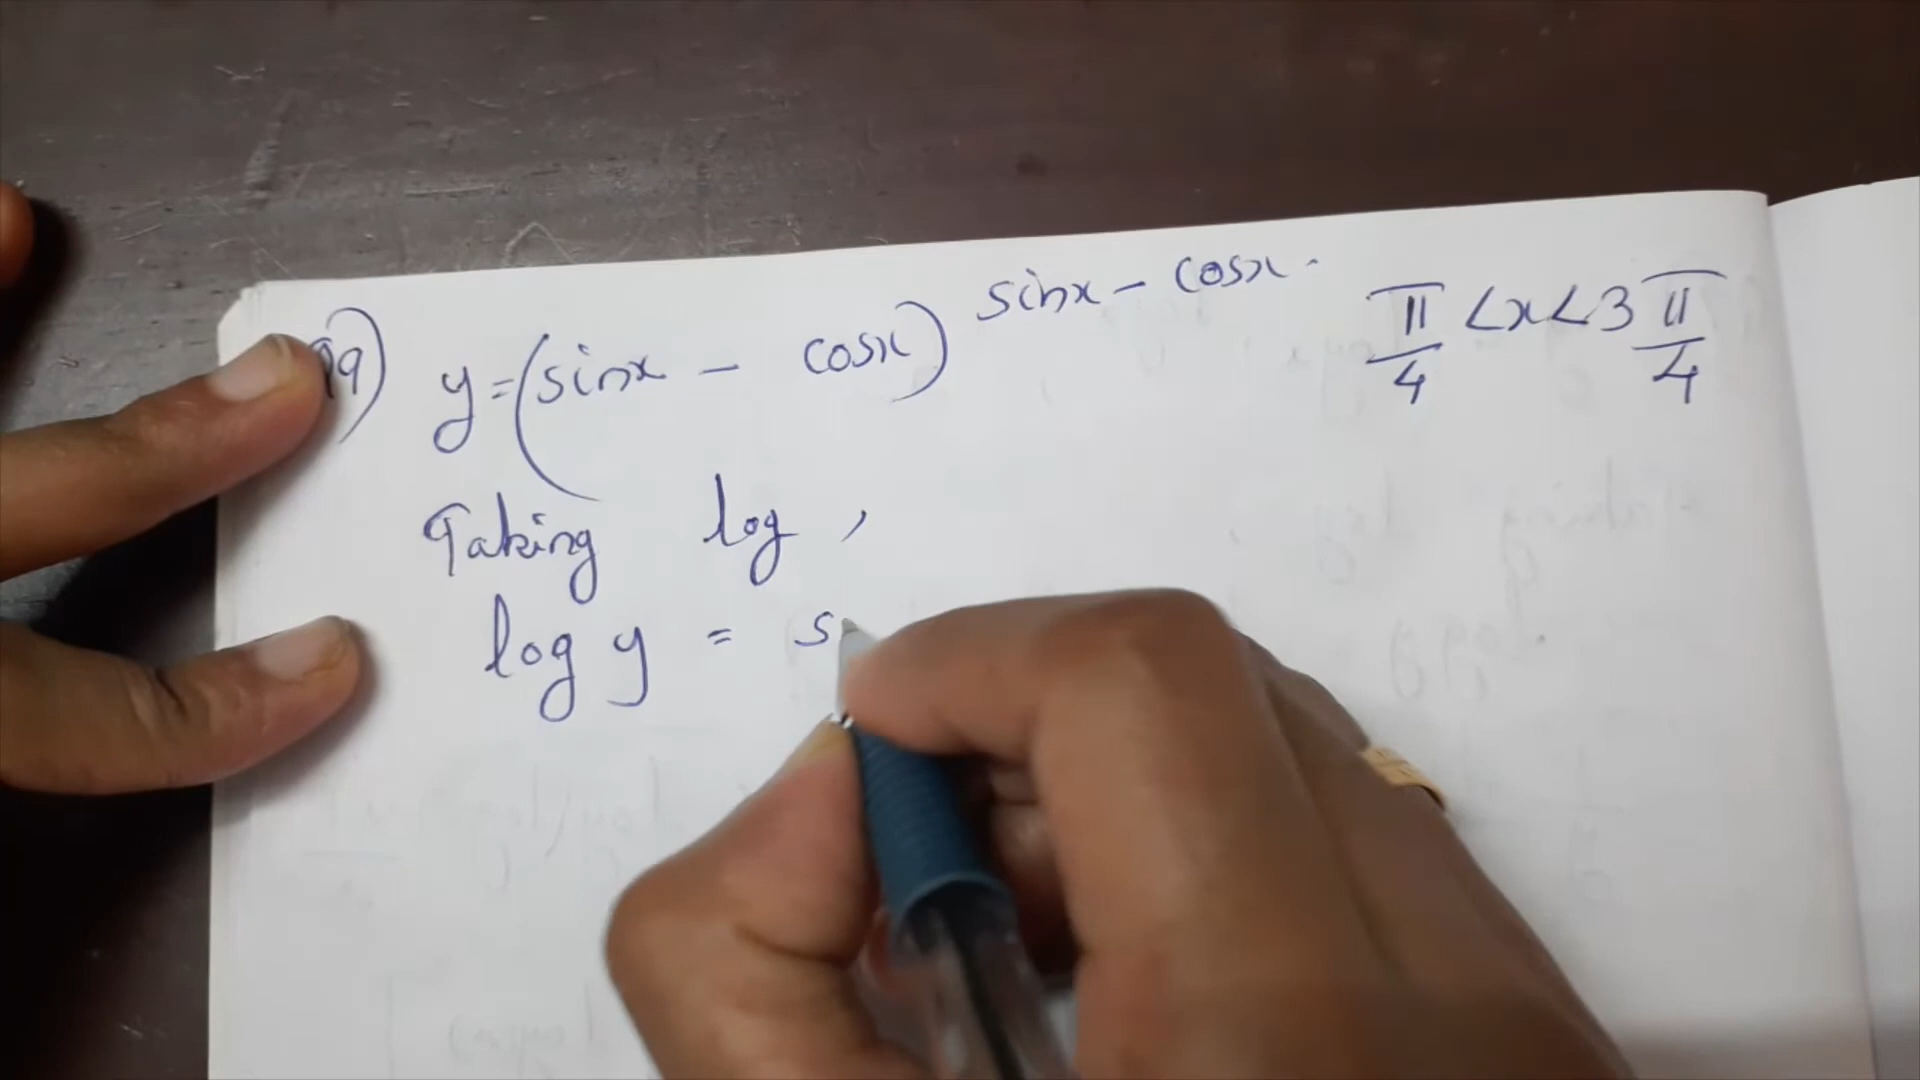 9) y = (sinx - cosx)^sinx - cosx. π/4 < x < 3π/4
Taking log,
log y = s